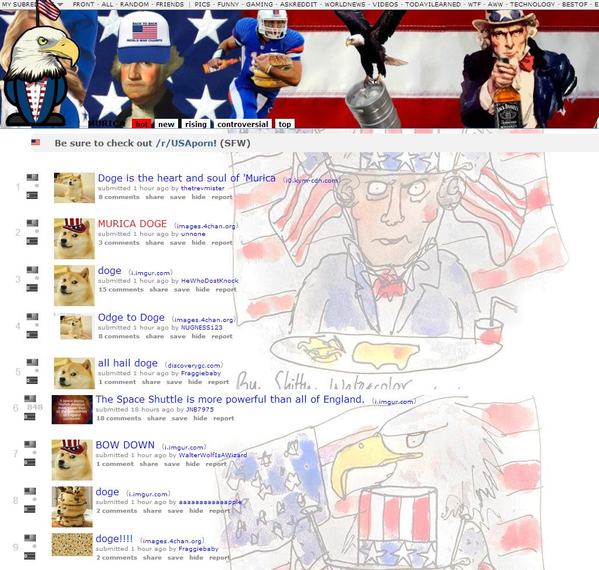 MY SUBRED FRONT - ALL - RANDOM - FRIENDS | PICS - FUNNY - GAMING - ASKREDDIT - WORLDNEWS - VIDEOS - TODAYILEARNED - WTF - AWW - TECHNOLOGY - BESTOF - E
BACK TO BACK
WORLD WAR CHAMPS
JACK DANIEL'S
MURICA hot new rising controversial top
Be sure to check out /r/USAporn! (SFW)
1 Doge is the heart and soul of 'Murica (i0.kym-cdn.com)
submitted 1 hour ago by thetrevmister
8 comments share save hide report
2 MURICA DOGE (images.4chan.org)
submitted 1 hour ago by unnone
3 comments share save hide report
3 doge (i.imgur.com)
submitted 1 hour ago by HeWhoDostKnock
15 comments share save hide report
4 Odge to Doge (images.4chan.org)
submitted 1 hour ago by NUGNESS123
8 comments share save hide report
5 all hail doge (discoverygc.com)
submitted 1 hour ago by Fraggiebaby
1 comment share save hide report
By Shitty Watercolor
6 848 The Space Shuttle is more powerful than all of England. (i.imgur.com)
submitted 18 hours ago by JNB7975
18 comments share save hide report
7 BOW DOWN (i.imgur.com)
submitted 1 hour ago by WalterWolfIsAWizard
1 comment share save hide report
8 doge (i.imgur.com)
submitted 1 hour ago by aaaaaaaaaaaapple
2 comments share save hide report
9 doge!!!! (images.4chan.org)
submitted 1 hour ago by Fraggiebaby
2 comments share save hide report